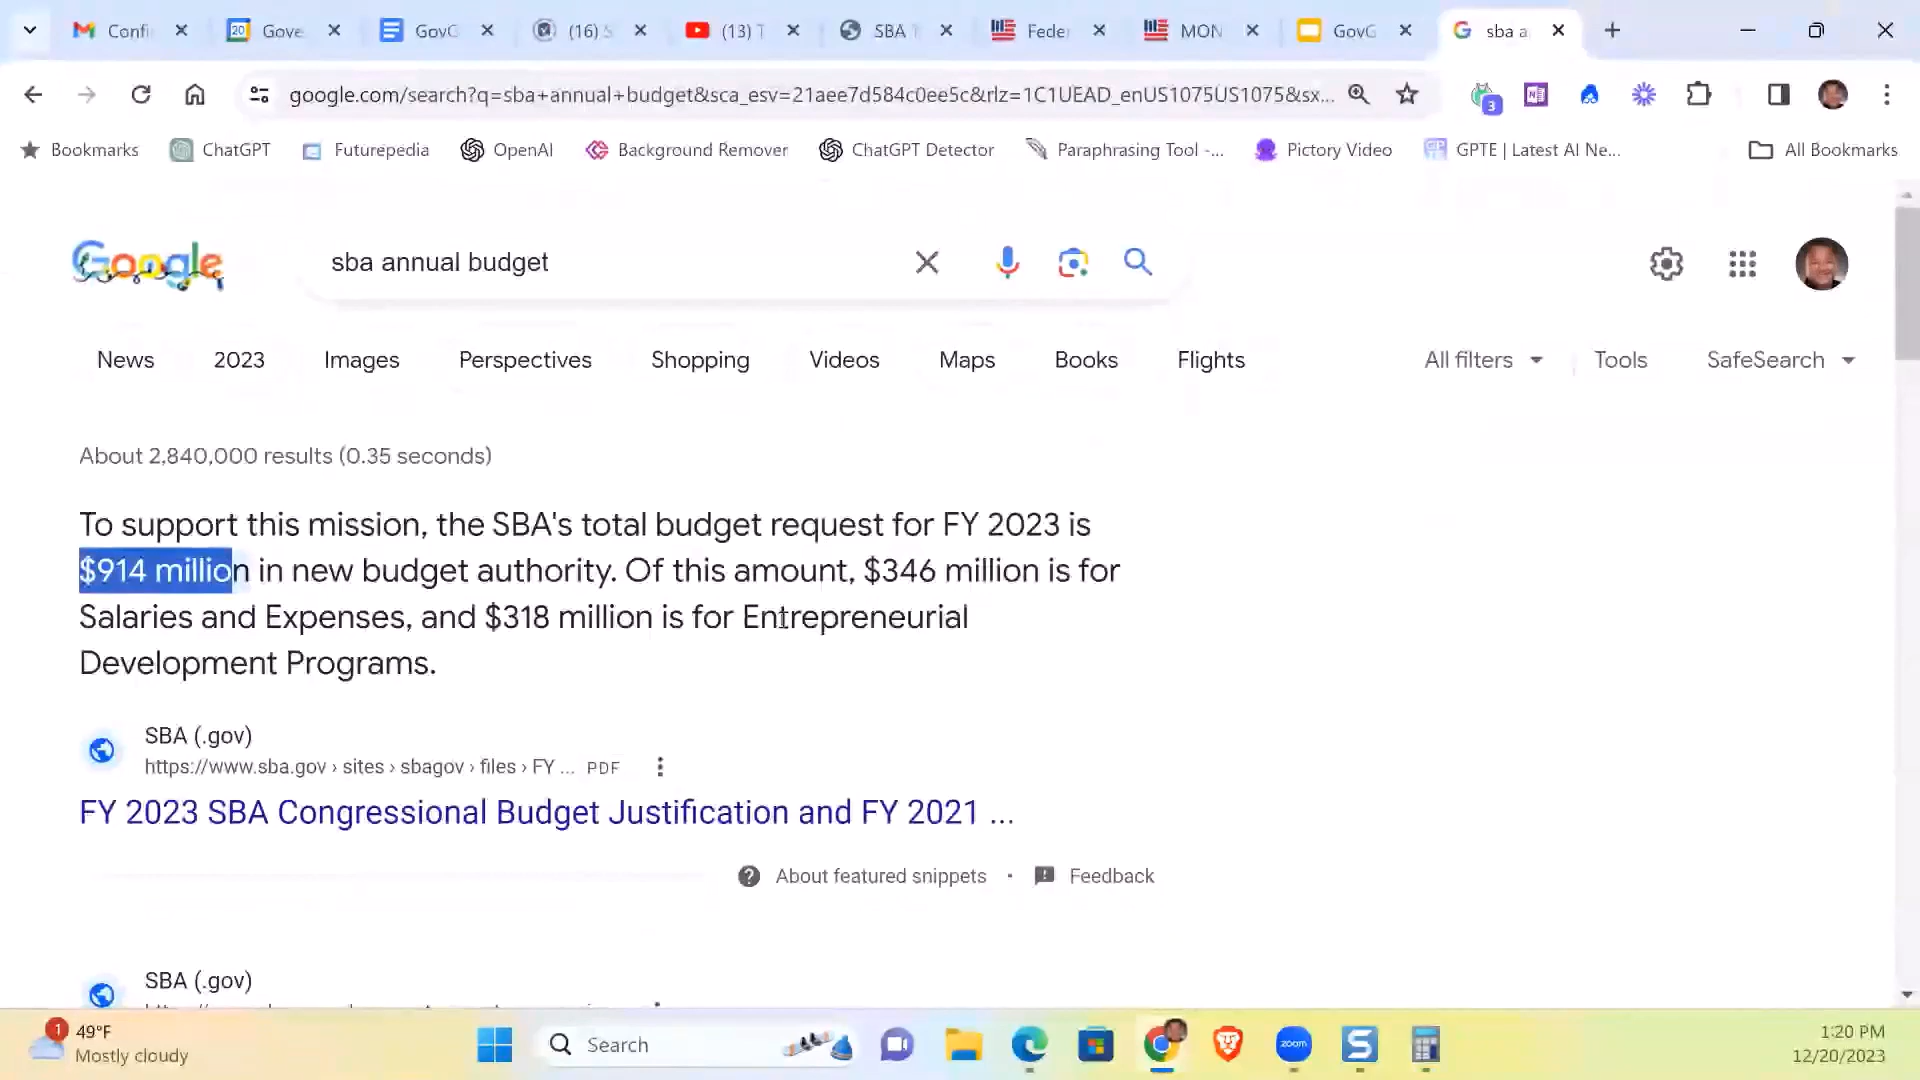 Confi
20
Gove
GovG
(16) S
(13) T
SBA T
Feder
MON
GovG
sba a
google.com/search?q=sba+annual+budget&sca_esv=21aee7d584c0ee5c&rlz=1C1UEAD_enUS1075US1075&sx...
3
Bookmarks
ChatGPT
Futurepedia
OpenAI
Background Remover
ChatGPT Detector
Paraphrasing Tool -...
Pictory Video
GPTE | Latest AI Ne...
All Bookmarks
Google
sba annual budget
News
2023
Images
Perspectives
Shopping
Videos
Maps
Books
Flights
All filters
Tools
SafeSearch
About 2,840,000 results (0.35 seconds)
To support this mission, the SBA's total budget request for FY 2023 is
$914 million in new budget authority. Of this amount, $346 million is for
Salaries and Expenses, and $318 million is for Entrepreneurial
Development Programs.
SBA (.gov)
https://www.sba.gov › sites › sbagov › files › FY ... PDF
FY 2023 SBA Congressional Budget Justification and FY 2021 ...
About featured snippets • Feedback
SBA (.gov)
1
49°F
Mostly cloudy
Search
zoom
1:20 PM
12/20/2023